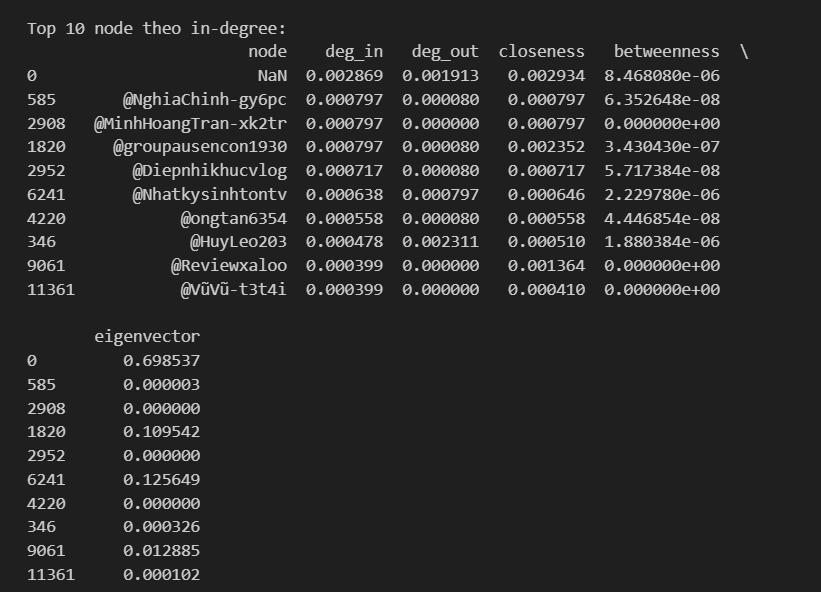 Top 10 node theo in-degree:
node deg_in deg_out closeness betweenness \
0 NaN 0.002869 0.001913 0.002934 8.468080e-06
585 @NghiaChinh-gy6pc 0.000797 0.000080 0.000797 6.352648e-08
2908 @MinhHoangTran-xk2tr 0.000797 0.000000 0.000797 0.000000e+00
1820 @groupausencon1930 0.000797 0.000080 0.002352 3.430430e-07
2952 @Diepnhikhucvlog 0.000717 0.000080 0.000717 5.717384e-08
6241 @Nhatkysinhtontv 0.000638 0.000797 0.000646 2.229780e-06
4220 @ongtan6354 0.000558 0.000080 0.000558 4.446854e-08
346 @HuyLeo203 0.000478 0.002311 0.000510 1.880384e-06
9061 @Reviewxaloo 0.000399 0.000000 0.001364 0.000000e+00
11361 @VũVũ-t3t4i 0.000399 0.000000 0.000410 0.000000e+00
eigenvector
0 0.698537
585 0.000003
2908 0.000000
1820 0.109542
2952 0.000000
6241 0.125649
4220 0.000000
346 0.000326
9061 0.012885
11361 0.000102